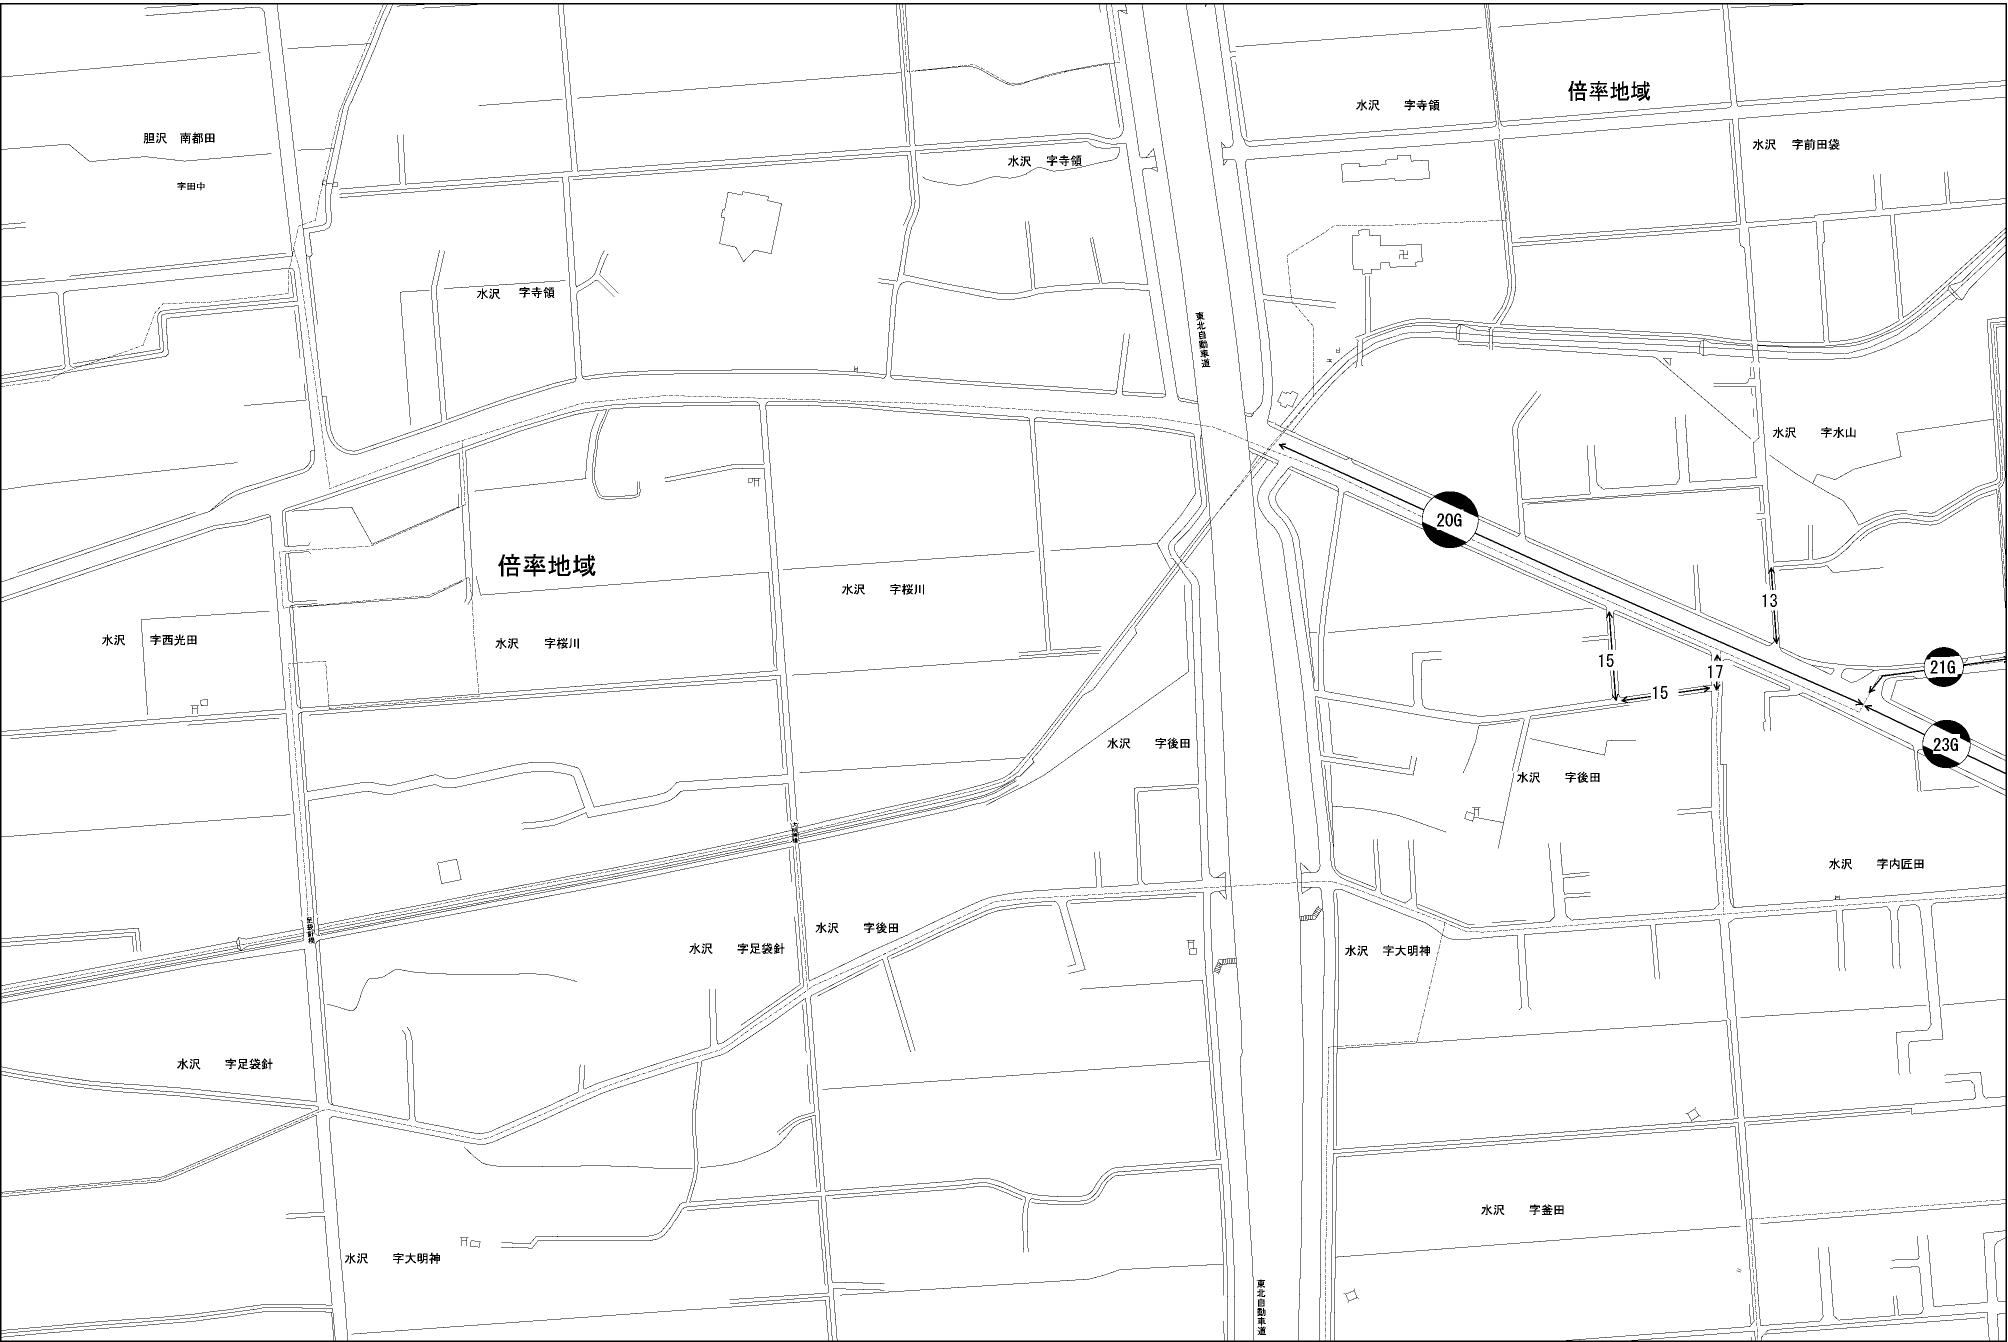 倍率地域
水沢　字寺領
胆沢　南都田
水沢　字前田袋
水沢　字寺領
字田中
水沢　字寺領
東北自動車道
水沢　字水山
20G
倍率地域
水沢　字桜川
13
水沢　字西光田
水沢　字桜川
15
21G
17
15
水沢　字後田
23G
水沢　字後田
水沢　字内匠田
水沢　字後田
水沢　字足袋針
水沢　字大明神
水沢　字足袋針
水沢　字釜田
水沢　字大明神
東北自動車道